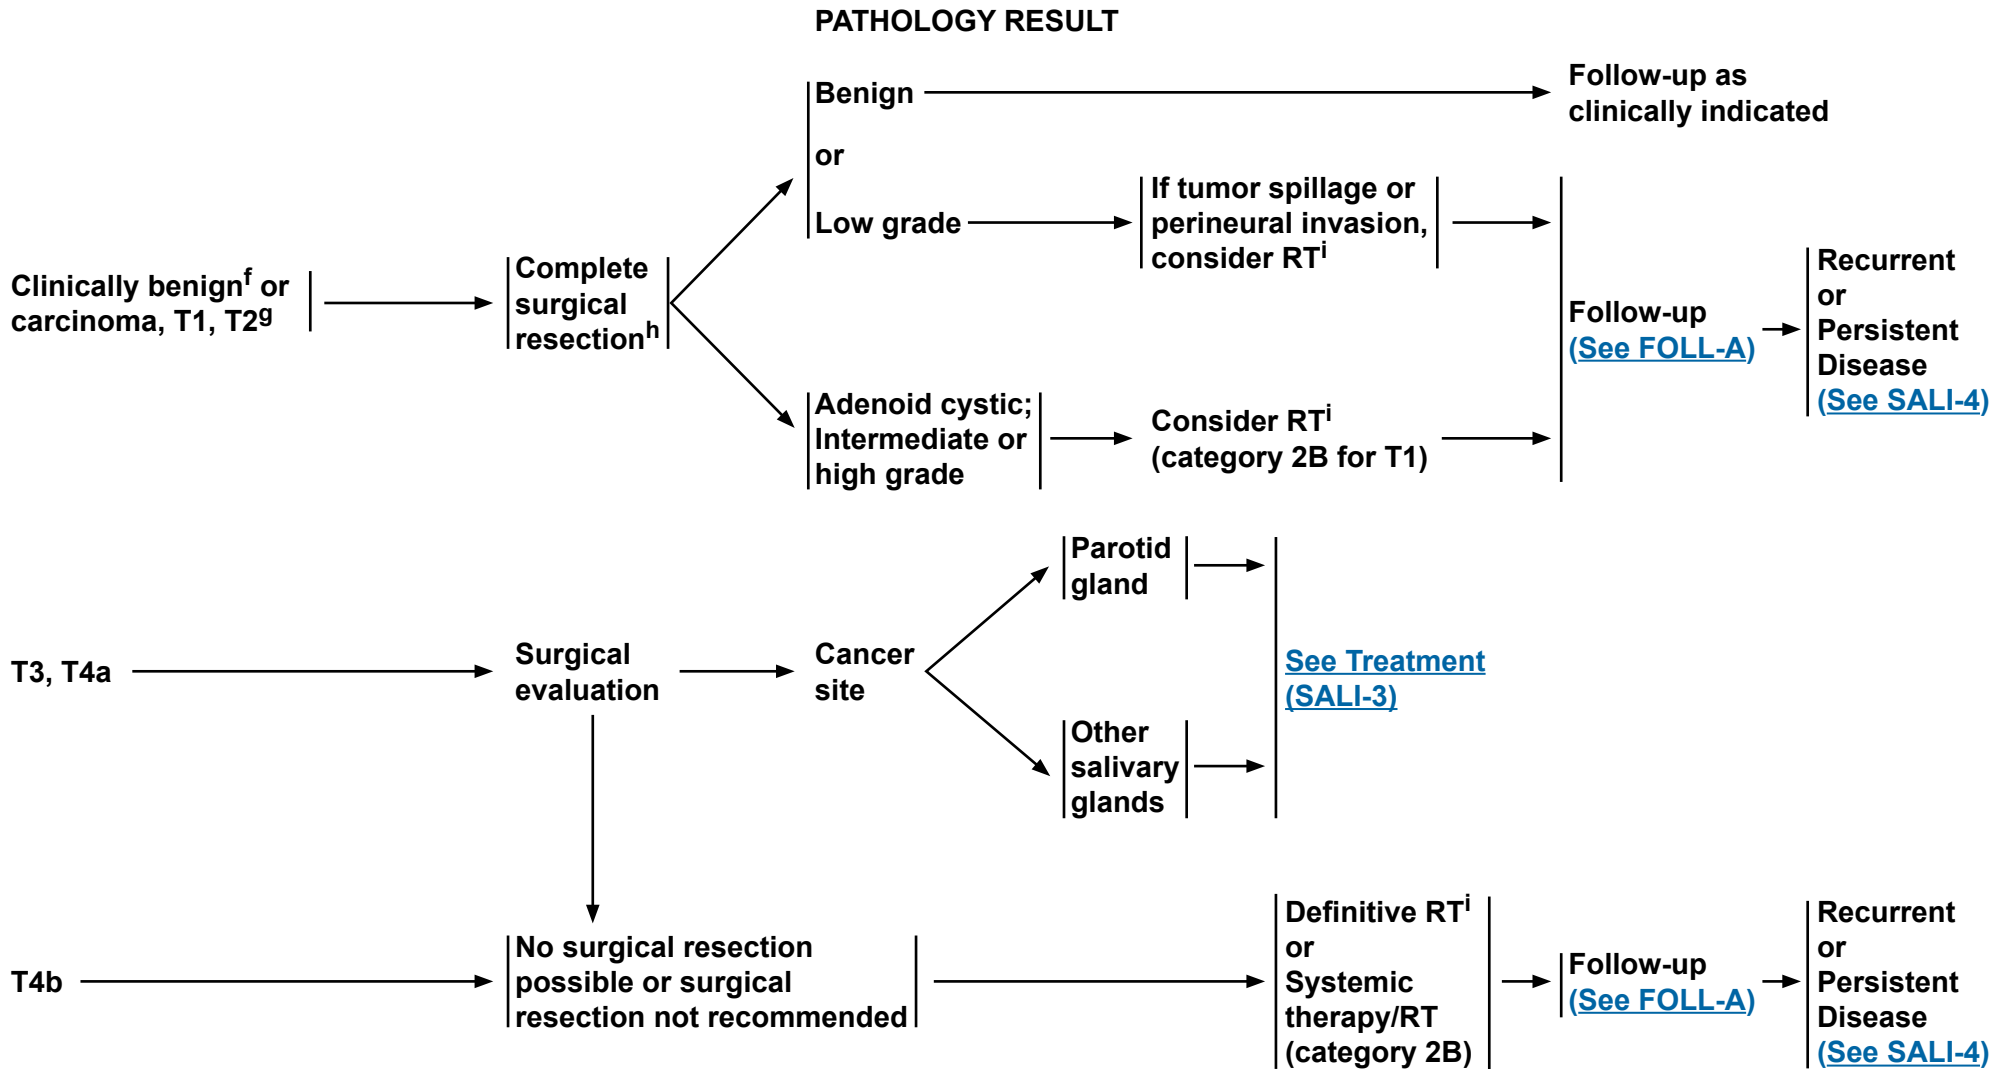 PATHOLOGY RESULT
Clinically benignf or
carcinoma, T1, T2g
Complete
surgical
resectionh
Benign
or
Low grade
Follow-up as
clinically indicated
If tumor spillage or
perineural invasion,
consider RTi
Adenoid cystic;
Intermediate or
high grade
Consider RTi
(category 2B for T1)
Follow-up
(See FOLL-A)
Recurrent
or
Persistent
Disease
(See SALI-4)
T3, T4a
Surgical
evaluation
Cancer
site
Parotid
gland
Other
salivary
glands
See Treatment
(SALI-3)
T4b
No surgical resection
possible or surgical
resection not recommended
Definitive RTi
or
Systemic
therapy/RT
(category 2B)
Follow-up
(See FOLL-A)
Recurrent
or
Persistent
Disease
(See SALI-4)